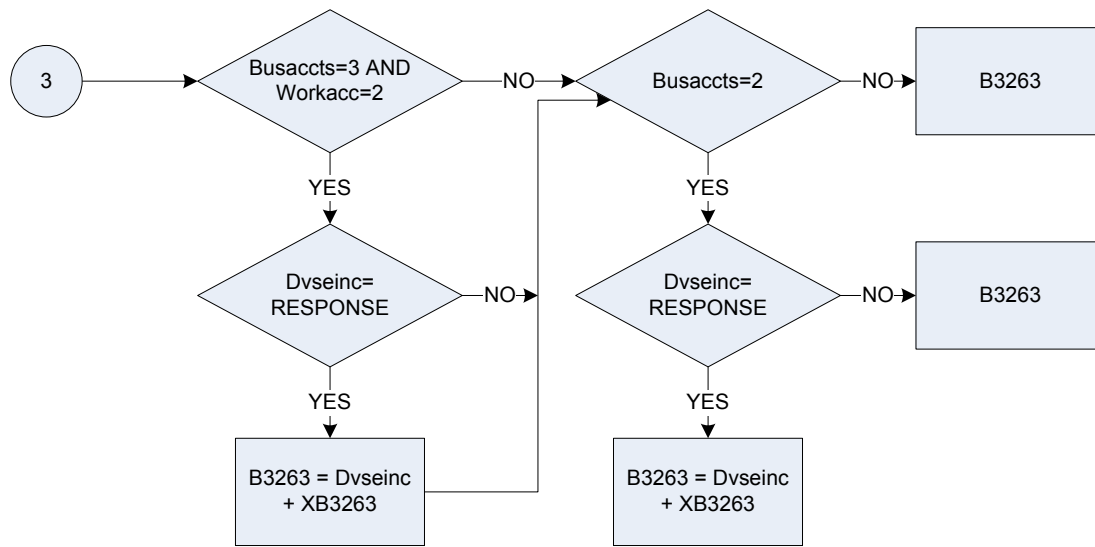 3
Busaccts=3 AND
Workacc=2
NO
Busaccts=2
NO
B3263
YES
YES
Dvseinc=
RESPONSE
NO
Dvseinc=
RESPONSE
NO
B3263
YES
YES
B3263 = Dvseinc
+ XB3263
B3263 = Dvseinc
+ XB3263